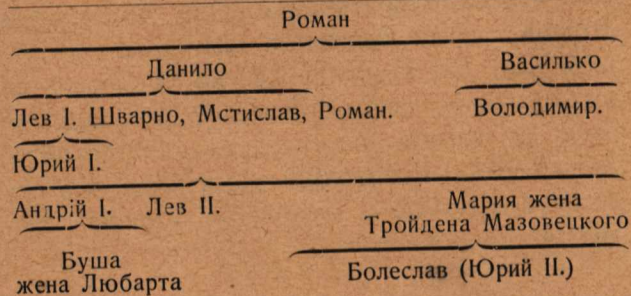 Роман
Данило Василько
Лев I. Шварно, Мстислав, Роман. Володимир.
Юрий I.
Андрій I. Лев II. Мария жена
Тройдена Мазовецкого
Буша
жена Любарта Болеслав (Юрий II.)